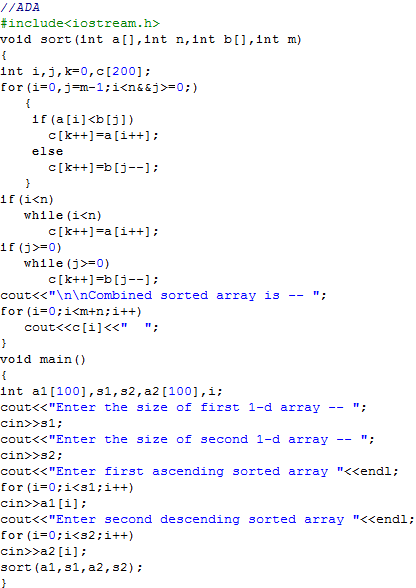 //ADA
#include<iostream.h>
void sort(int a[],int n,int b[],int m)
{
int i,j,k=0,c[200];
for(i=0,j=m-1;i<n&&j>=0;)
   {
    if(a[i]<b[j])
      c[k++]=a[i++];
    else
      c[k++]=b[j--];
   }
if(i<n)
   while(i<n)
      c[k++]=a[i++];
if(j>=0)
   while(j>=0)
      c[k++]=b[j--];
cout<<"\n\nCombined sorted array is -- ";
for(i=0;i<m+n;i++)
   cout<<c[i]<<"  ";
}
void main()
{
int a1[100],s1,s2,a2[100],i;
cout<<"Enter the size of first 1-d array -- ";
cin>>s1;
cout<<"Enter the size of second 1-d array -- ";
cin>>s2;
cout<<"Enter first ascending sorted array "<<endl;
for(i=0;i<s1;i++)
cin>>a1[i];
cout<<"Enter second descending sorted array "<<endl;
for(i=0;i<s2;i++)
cin>>a2[i];
sort(a1,s1,a2,s2);
}